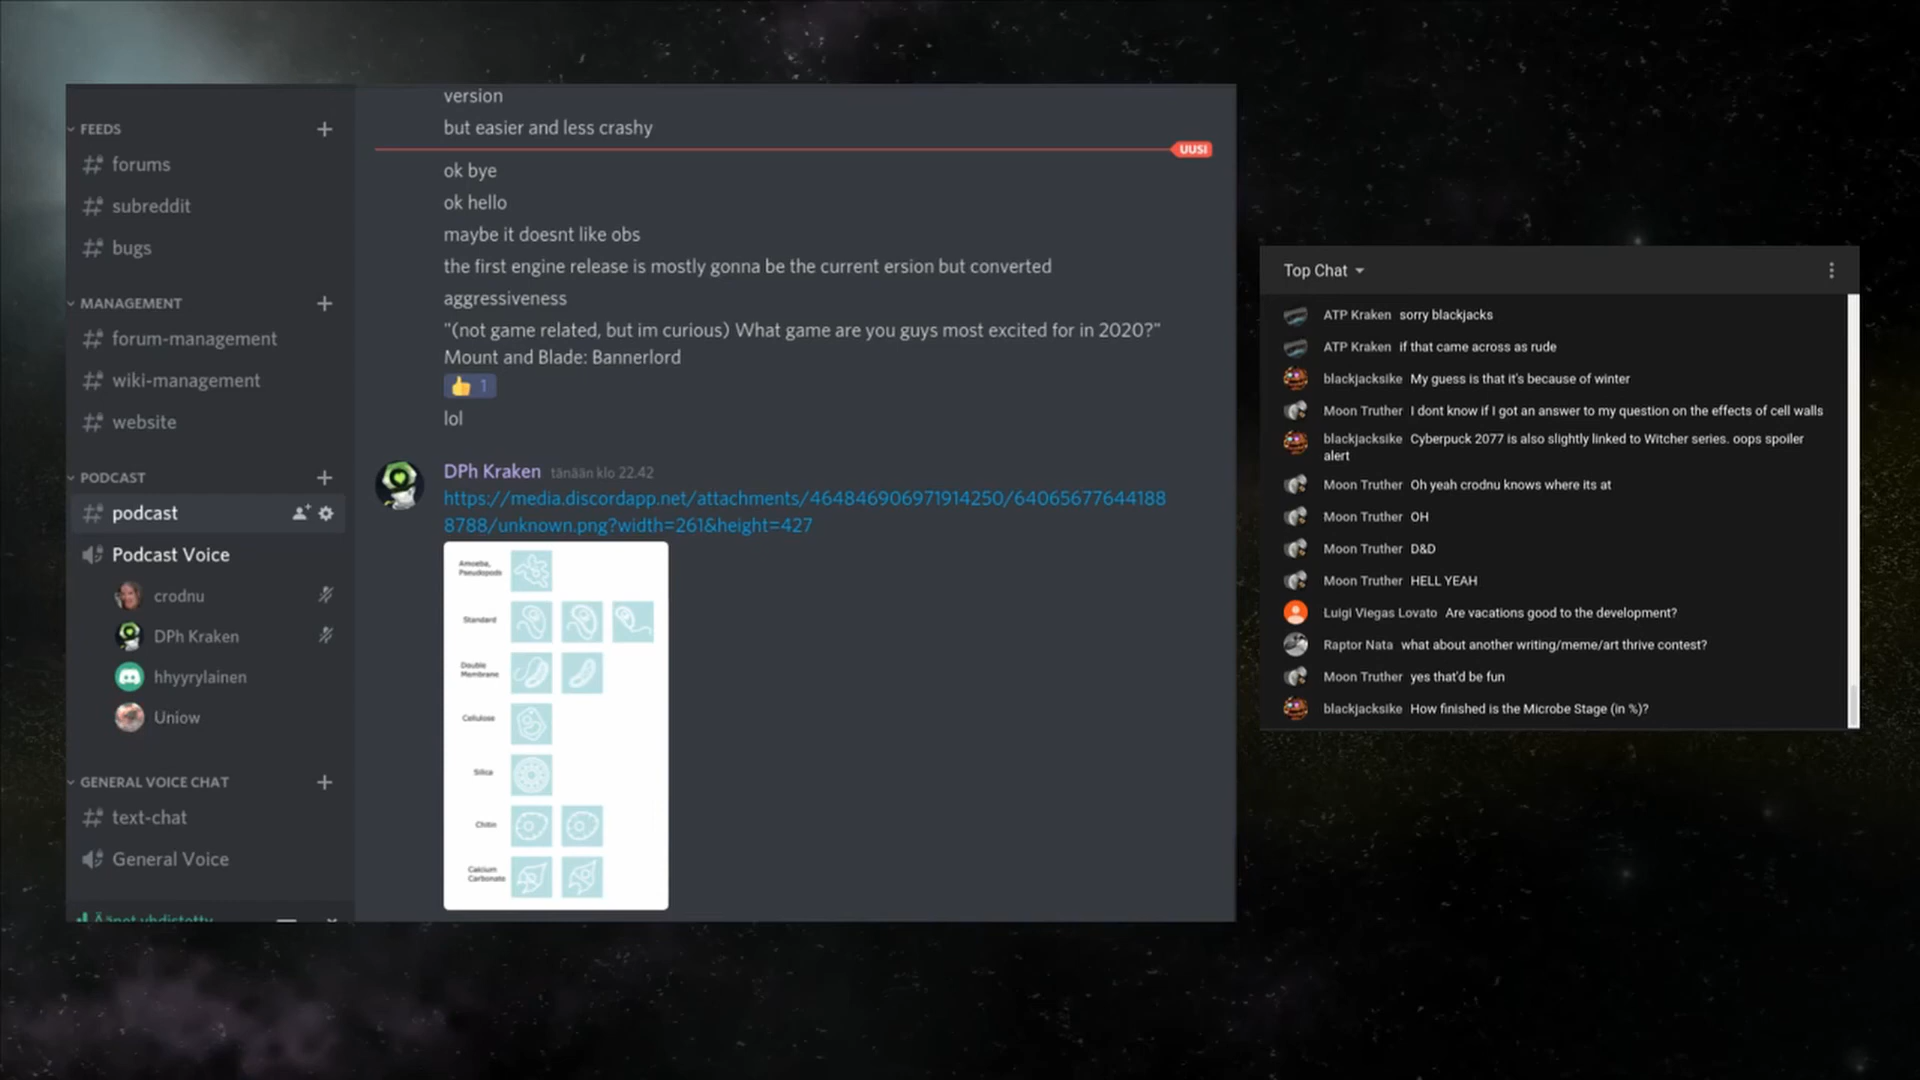 FEEDS
forums
subreddit
bugs
MANAGEMENT
forum-management
wiki-management
website
PODCAST
podcast
Podcast Voice
crodnu
DPh Kraken
hhyyrylainen
Uniow
GENERAL VOICE CHAT
text-chat
General Voice
Äänet yhdistetty
version
but easier and less crashy
UUSI
ok bye
ok hello
maybe it doesnt like obs
the first engine release is mostly gonna be the current ersion but converted
aggressiveness
"(not game related, but im curious) What game are you guys most excited for in 2020?"
Mount and Blade: Bannerlord
1
lol
DPh Kraken tänään klo 22.42
https://media.discordapp.net/attachments/464846906971914250/64065677644188
8788/unknown.png?width=261&height=427
Amoeba,
Pseudopods
Standard
Double
Membrane
Cellulose
Silica
Chitin
Calcium
Carbonate
Top Chat
ATP Kraken sorry blackjacks
ATP Kraken if that came across as rude
blackjacksike My guess is that it's because of winter
Moon Truther I dont know if I got an answer to my question on the effects of cell walls
blackjacksike Cyberpuck 2077 is also slightly linked to Witcher series. oops spoiler
alert
Moon Truther Oh yeah crodnu knows where its at
Moon Truther OH
Moon Truther D&D
Moon Truther HELL YEAH
Luigi Viegas Lovato Are vacations good to the development?
Raptor Nata what about another writing/meme/art thrive contest?
Moon Truther yes that'd be fun
blackjacksike How finished is the Microbe Stage (in %)?